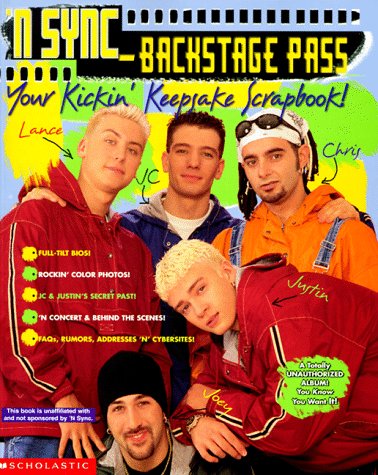 'N SYNC
BACKSTAGE PASS
Your Kickin' Keepsake Scrapbook!
Lance
JC
Chris
FULL-TILT BIOS!
ROCKIN' COLOR PHOTOS!
JC & JUSTIN'S SECRET PAST!
'N CONCERT & BEHIND THE SCENES!
FAQs, RUMORS, ADDRESSES 'N' CYBERSITES!
Justin
A Totally
UNAUTHORIZED
ALBUM!
You Know
You Want It!
Joey
This book is unaffiliated with
and not sponsored by 'N Sync.
SCHOLASTIC